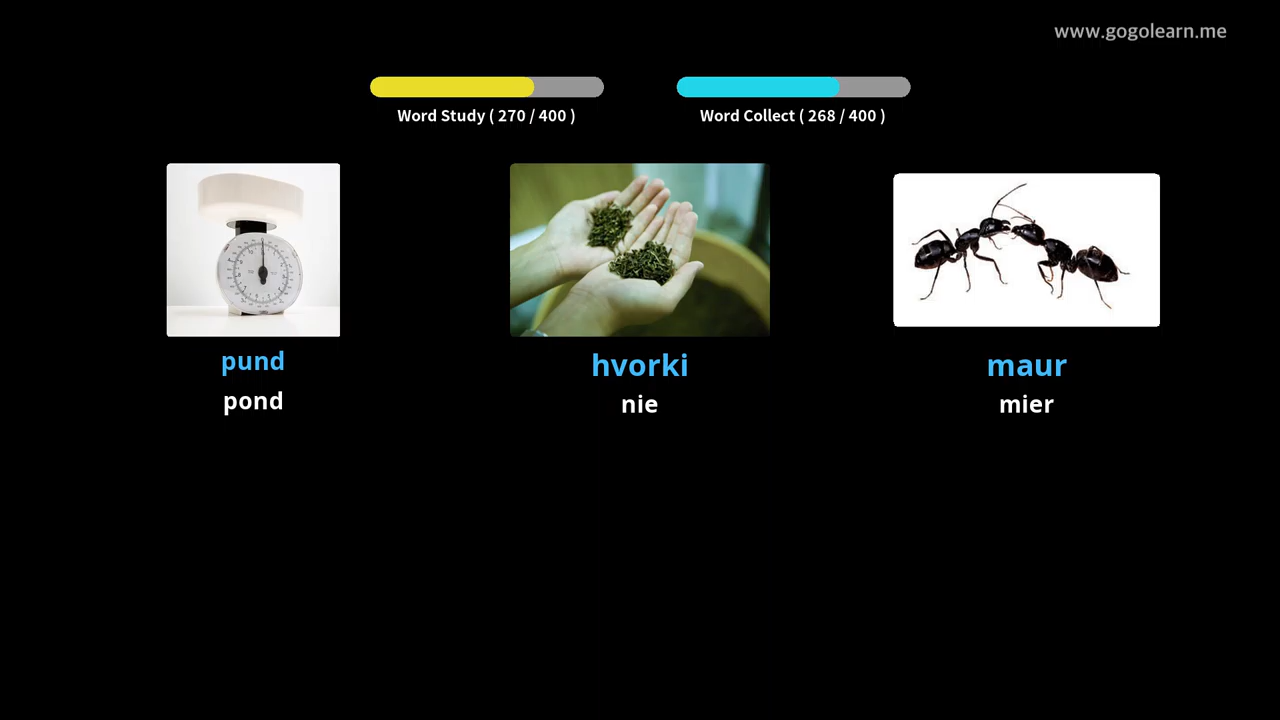 www.gogolearn.me
Word Study ( 270 / 400 )
Word Collect ( 268 / 400 )
pund
pond
hvorki
nie
maur
mier